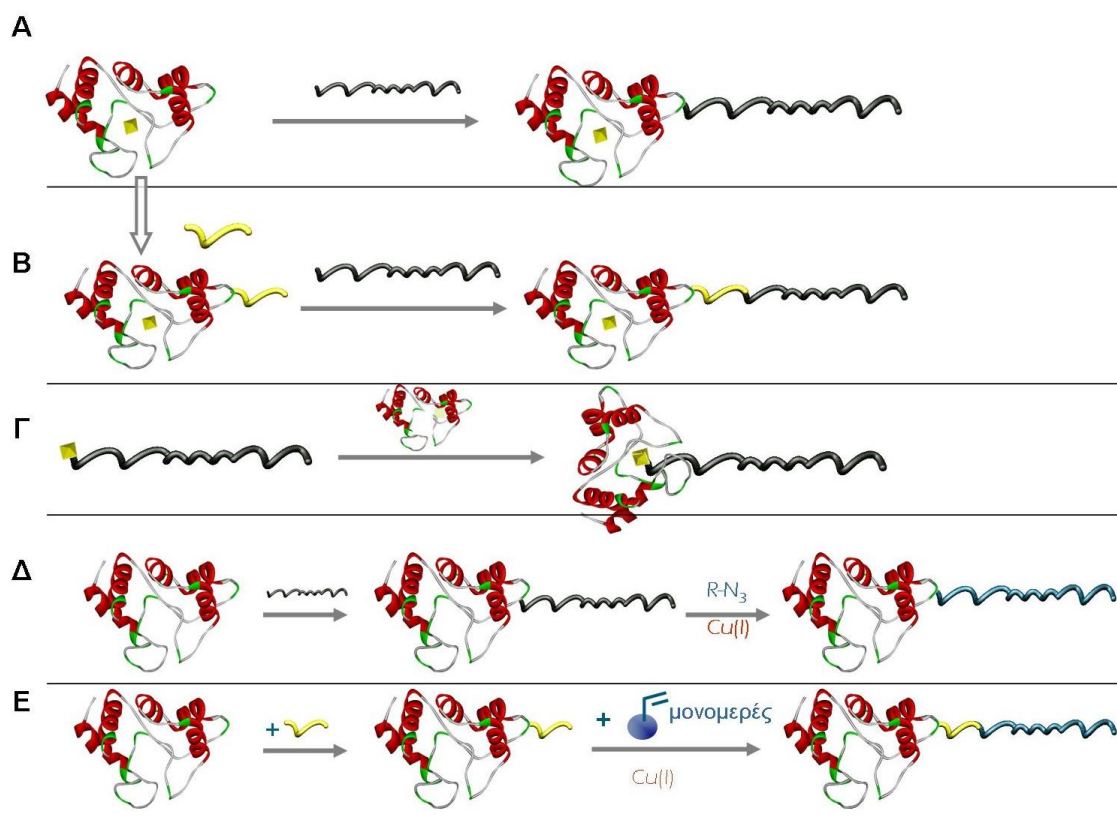 Α
Β
Γ
Δ
R-N3
Cu(I)
Ε
+
+ μονομερές
Cu(I)